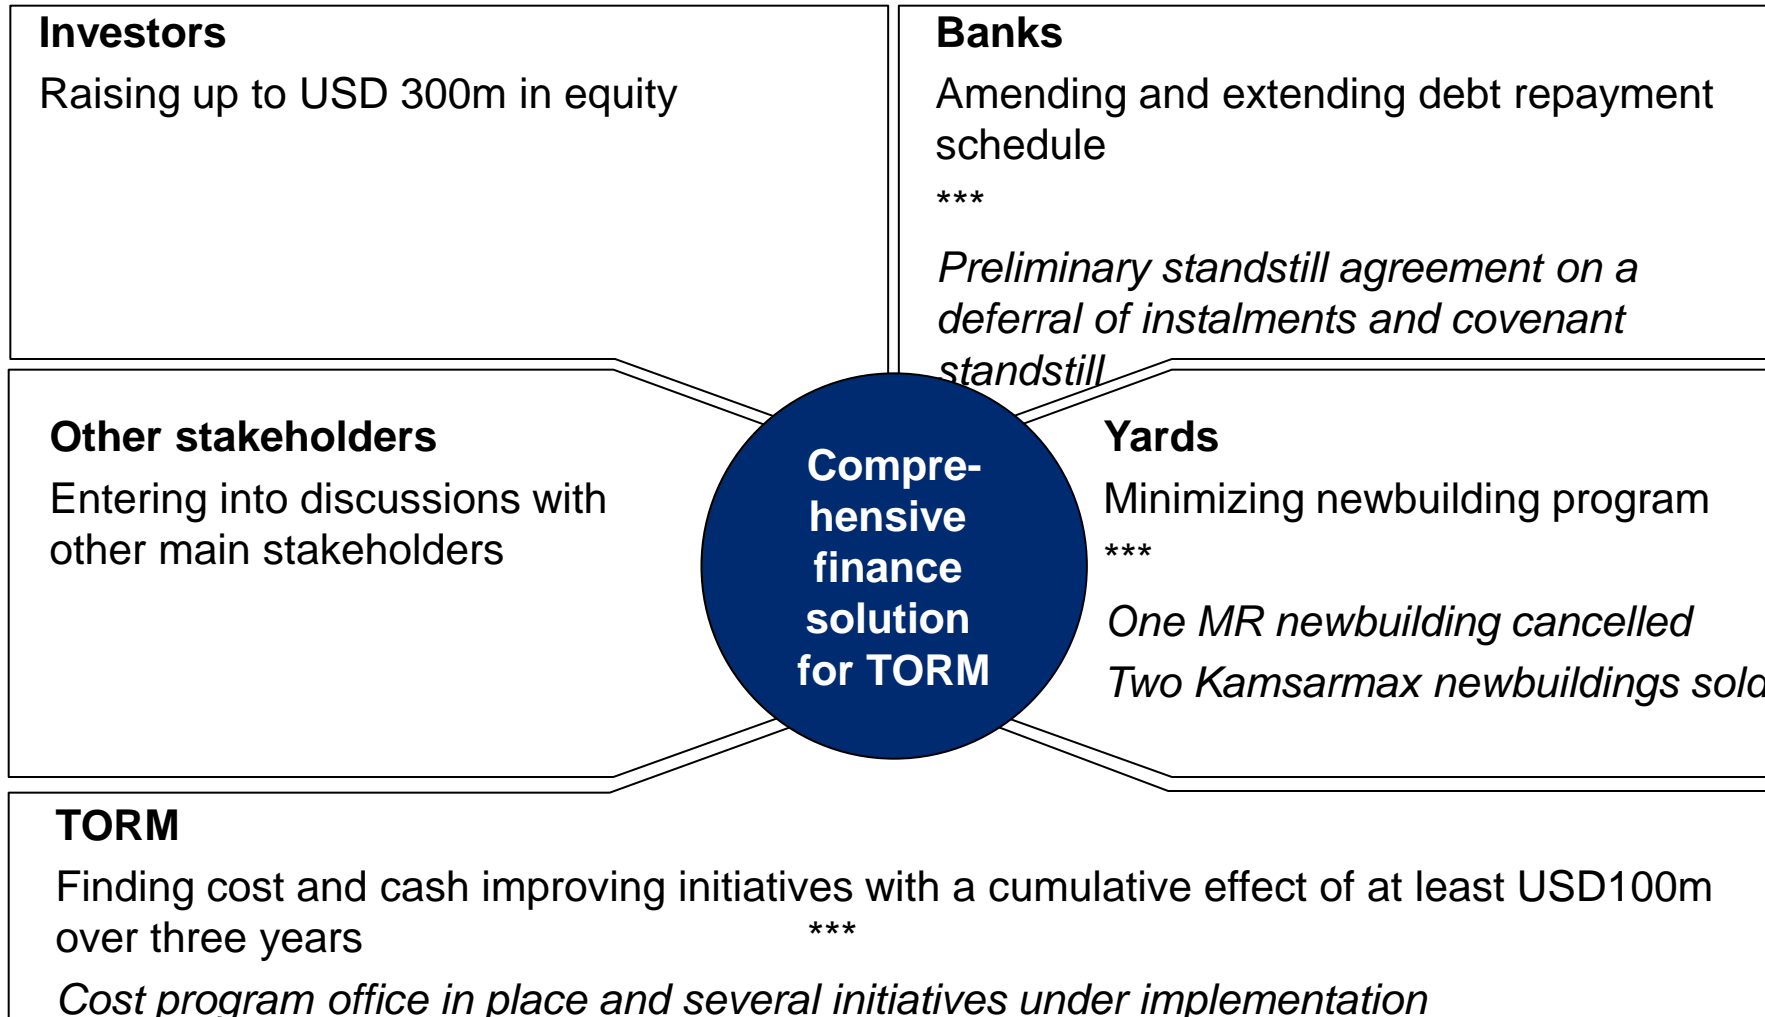 Investors
Raising up to USD 300m in equity
Banks
Amending and extending debt repayment
schedule
***
Preliminary standstill agreement on a
deferral of instalments and covenant
standstill
Other stakeholders
Entering into discussions with
other main stakeholders
Compre-
hensive
finance
solution
for TORM
Yards
Minimizing newbuilding program
***
One MR newbuilding cancelled
Two Kamsarmax newbuildings sold
TORM
Finding cost and cash improving initiatives with a cumulative effect of at least USD100m
over three years
***
Cost program office in place and several initiatives under implementation